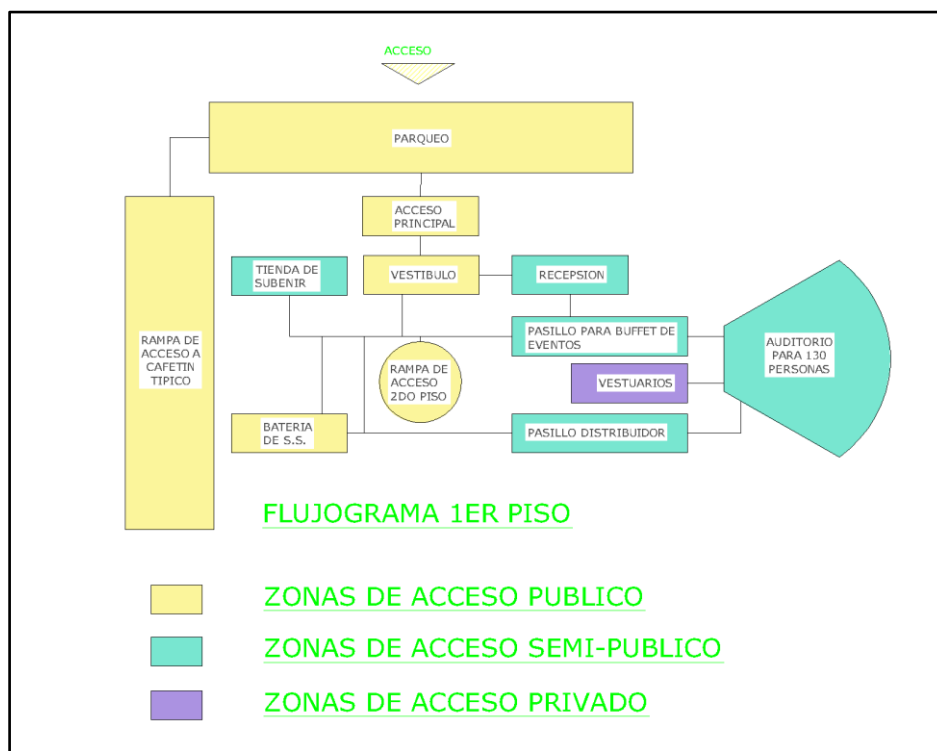 ACCESO
PARQUEO
ACCESO
PRINCIPAL
TIENDA DE
SUBENIR
VESTIBULO
RECEPSION
RAMPA DE
ACCESO A
CAFETIN
TIPICO
PASILLO PARA BUFFET DE
EVENTOS
AUDITORIO
PARA 130
PERSONAS
RAMPA DE
ACCESO
2DO PISO
VESTUARIOS
BATERIA
DE S.S.
PASILLO DISTRIBUIDOR
FLUJOGRAMA 1ER PISO
ZONAS DE ACCESO PUBLICO
ZONAS DE ACCESO SEMI-PUBLICO
ZONAS DE ACCESO PRIVADO